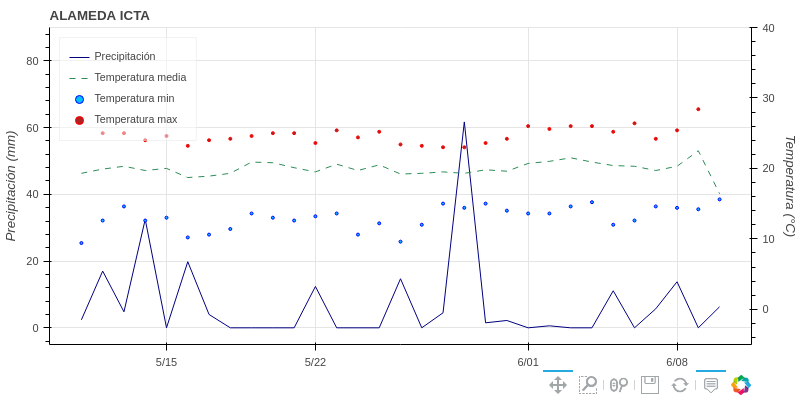 ALAMEDA ICTA
Precipitación
Temperatura media
Temperatura min
Temperatura max
Precipitación (mm)
80
60
40
20
0
Temperatura (°C)
40
30
20
10
0
5/15
5/22
6/01
6/08